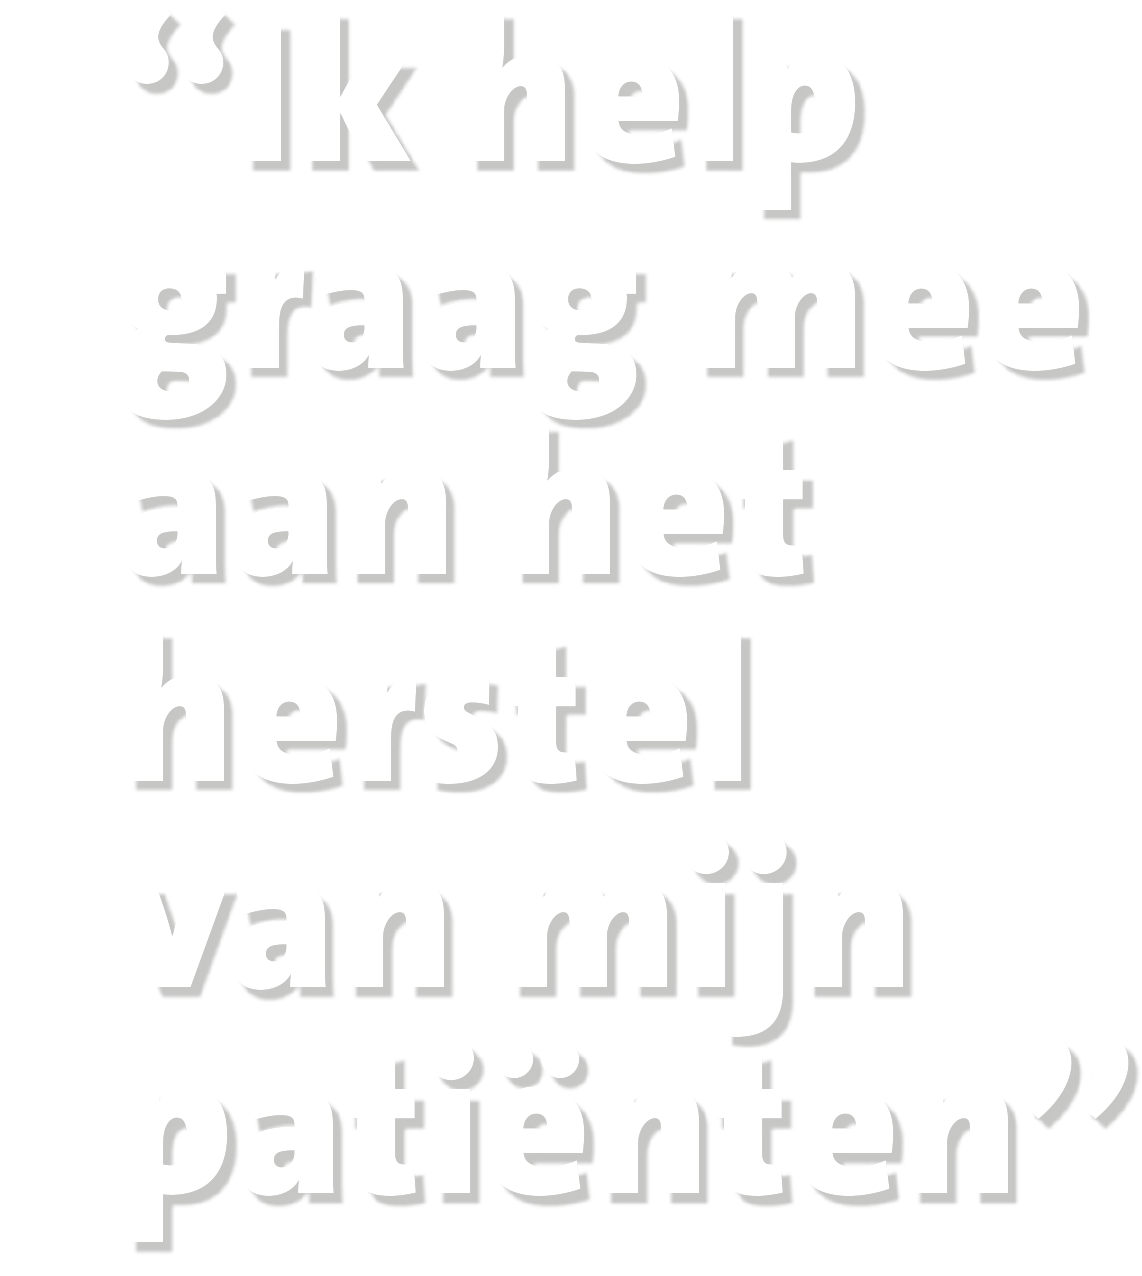 “Ik help
graag mee
aan het
herstel
van mijn
patiënten”